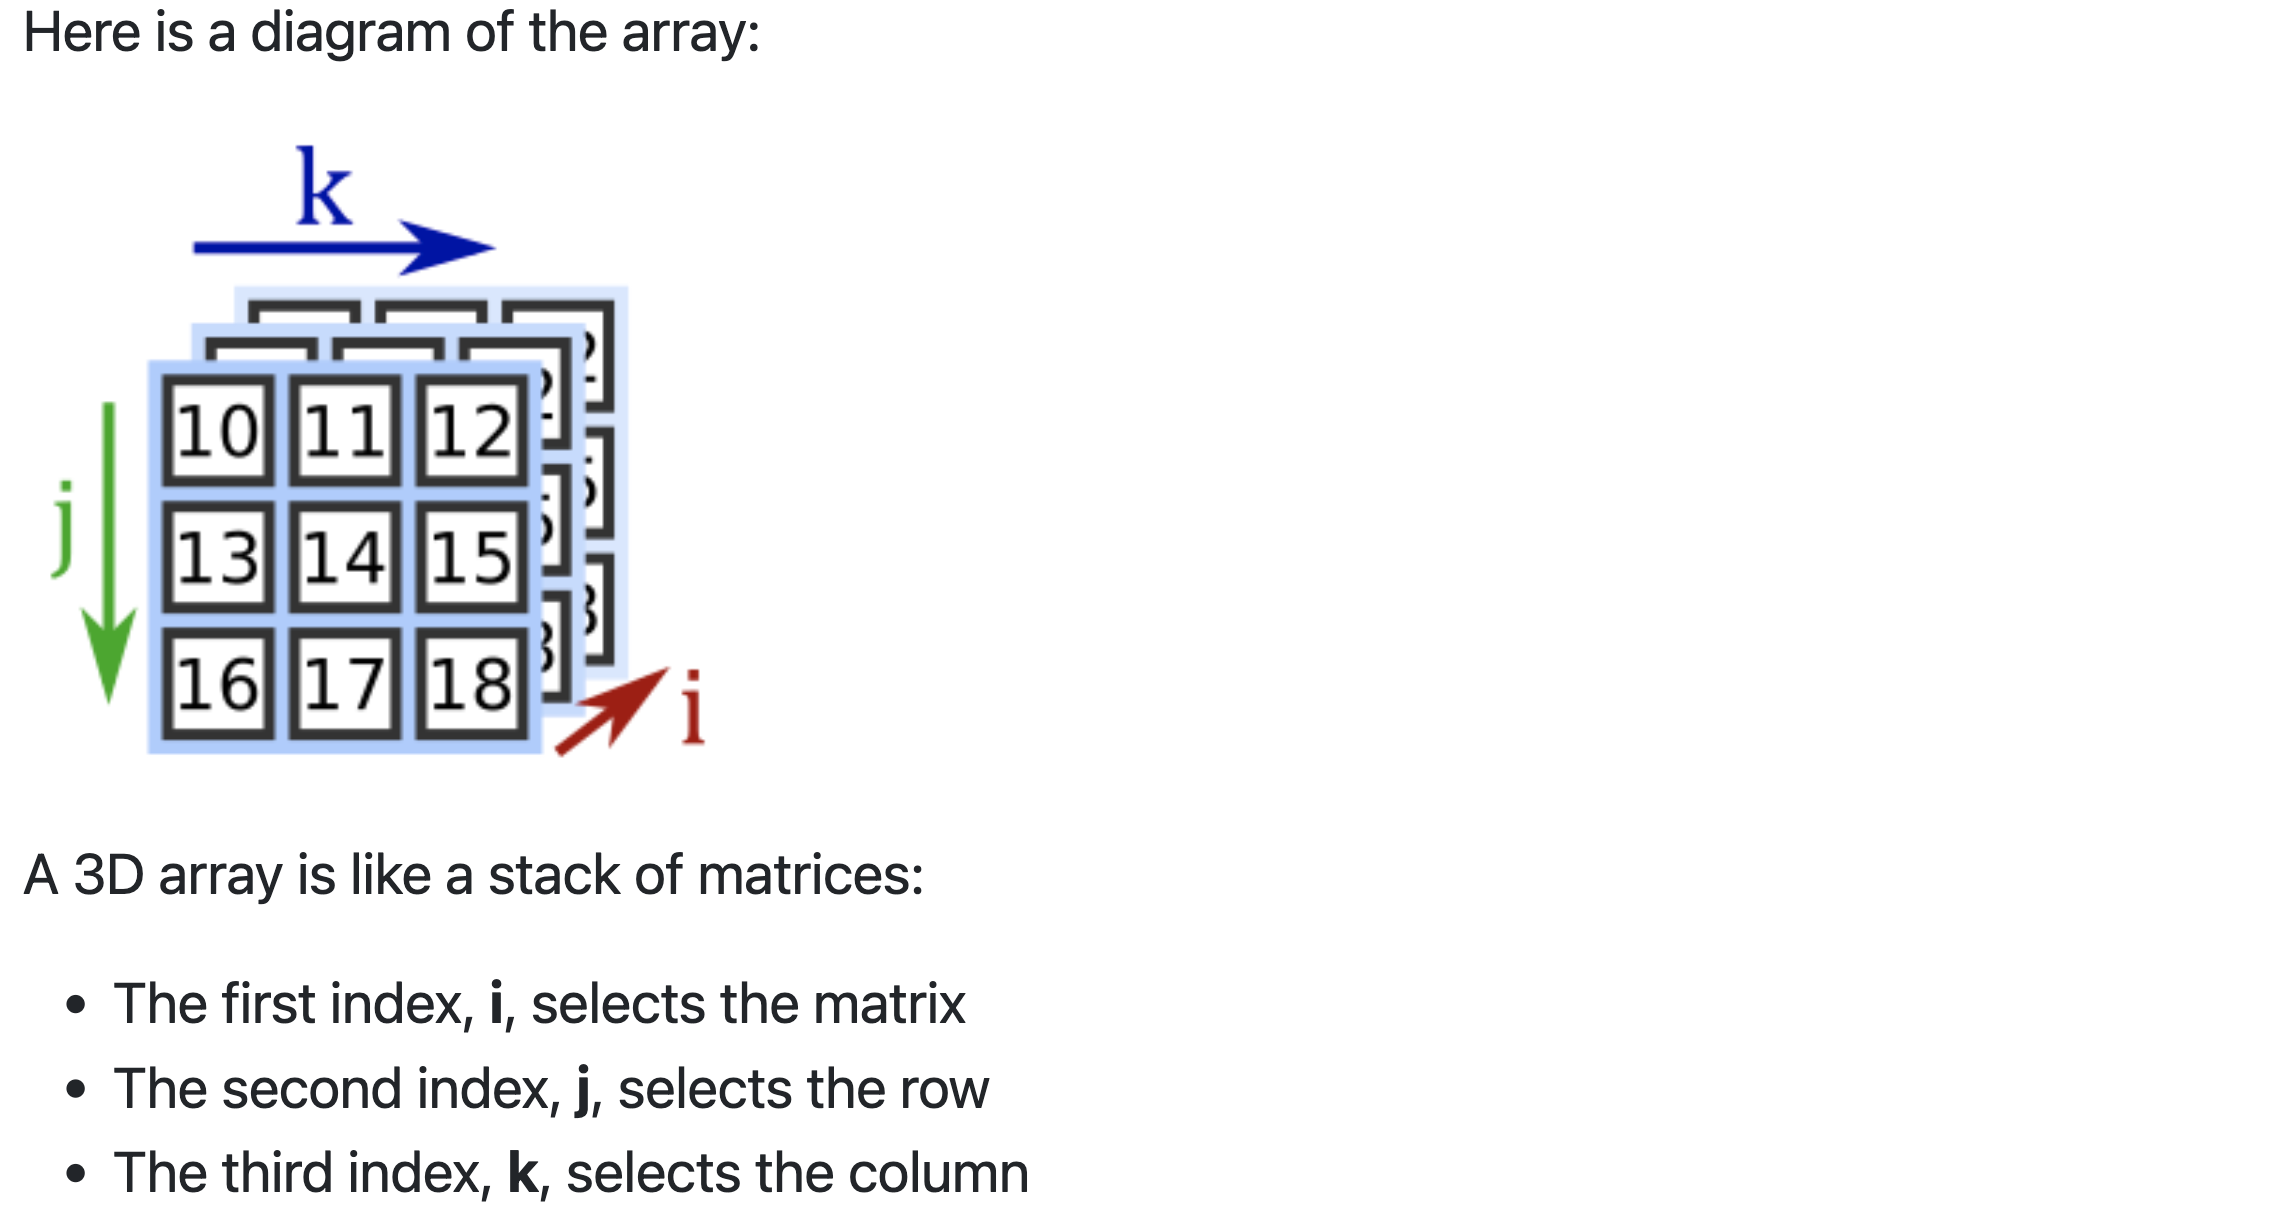 Here is a diagram of the array:
k
10 11 12
j
13 14 15
16 17 18
i
A 3D array is like a stack of matrices:
• The first index, i, selects the matrix
• The second index, j, selects the row
• The third index, k, selects the column